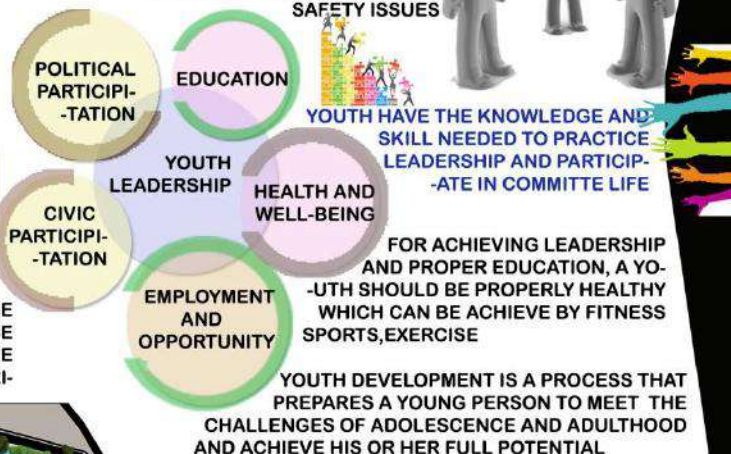 SAFETY ISSUES
POLITICAL
PARTICIPI-
-TATION
EDUCATION
YOUTH
LEADERSHIP
HEALTH AND
WELL-BEING
CIVIC
PARTICIPI-
-TATION
EMPLOYMENT
AND
OPPORTUNITY
YOUTH HAVE THE KNOWLEDGE AND
SKILL NEEDED TO PRACTICE
LEADERSHIP AND PARTICIP-
-ATE IN COMMITTE LIFE
FOR ACHIEVING LEADERSHIP
AND PROPER EDUCATION, A YO-
-UTH SHOULD BE PROPERLY HEALTHY
WHICH CAN BE ACHIEVE BY FITNESS
SPORTS,EXERCISE
YOUTH DEVELOPMENT IS A PROCESS THAT
PREPARES A YOUNG PERSON TO MEET THE
CHALLENGES OF ADOLESCENCE AND ADULTHOOD
AND ACHIEVE HIS OR HER FULL POTENTIAL